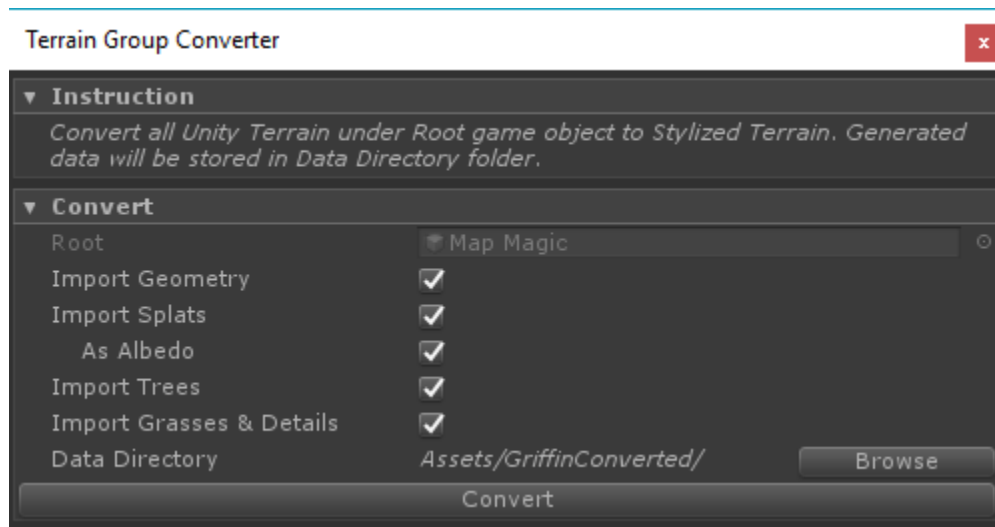 Terrain Group Converter
x
Instruction
Convert all Unity Terrain under Root game object to Stylized Terrain. Generated
data will be stored in Data Directory folder.
Convert
Root Map Magic
Import Geometry
Import Splats
As Albedo
Import Trees
Import Grasses & Details
Data Directory Assets/GriffinConverted/ Browse
Convert